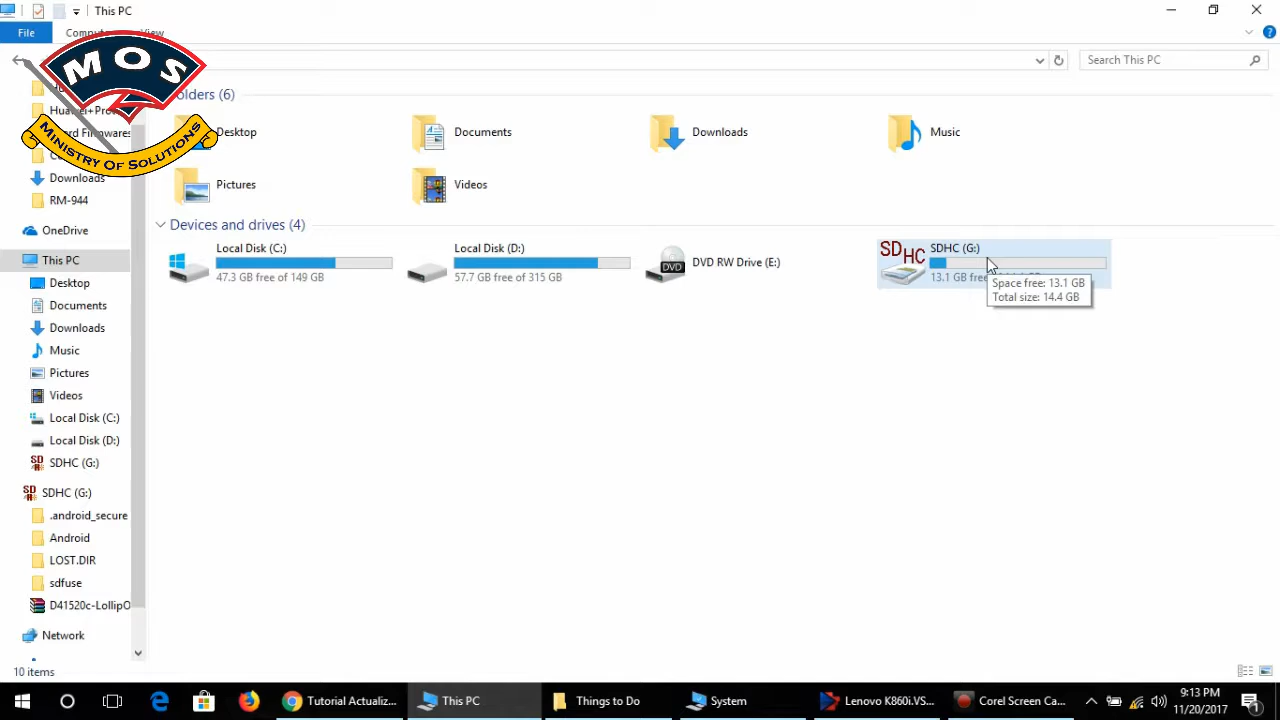 This PC
File
View
MOS
MINISTRY OF SOLUTIONS
Search This PC
Folders (6)
Desktop
Documents
Downloads
Music
Pictures
Videos
Devices and drives (4)
Local Disk (C:)
47.3 GB free of 149 GB
Local Disk (D:)
57.7 GB free of 315 GB
DVD
DVD RW Drive (E:)
SD
HC
SDHC (G:)
13.1 GB free
Space free: 13.1 GB
Total size: 14.4 GB
Downloads
RM-944
OneDrive
This PC
Desktop
Documents
Downloads
Music
Pictures
Videos
Local Disk (C:)
Local Disk (D:)
SDHC (G:)
SDHC (G:)
.android_secure
Android
LOST.DIR
sdfuse
D41520c-LollipO
Network
10 items
Tutorial Actualiz...
This PC
Things to Do
System
Lenovo K860i.VS...
Corel Screen Ca...
9:13 PM
11/20/2017